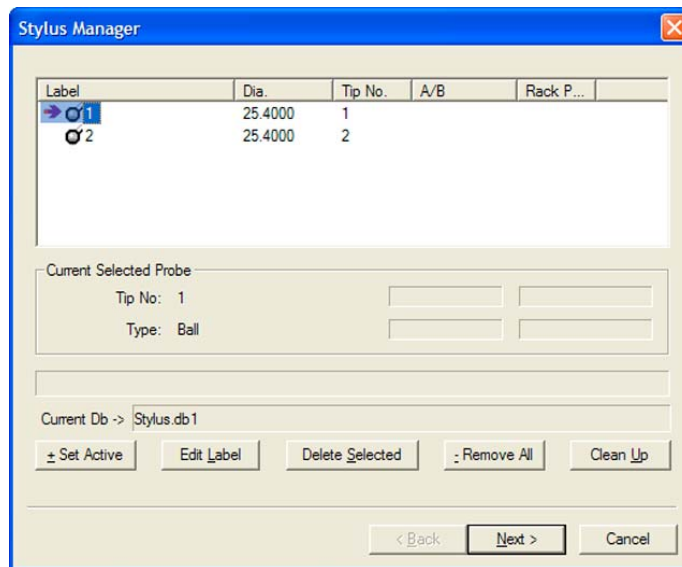 Stylus Manager
Label Dia. Tip No. A/B Rack P...
1 25.4000 1
2 25.4000 2
Current Selected Probe
Tip No: 1
Type: Ball
Current Db -> Stylus.db1
+ Set Active Edit Label Delete Selected - Remove All Clean Up
< Back Next > Cancel